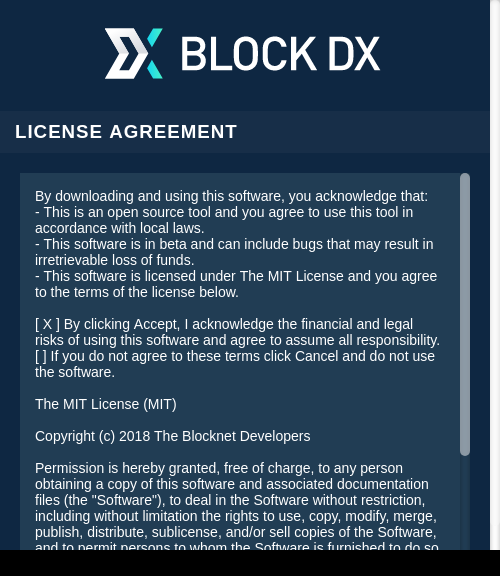 BLOCK DX
LICENSE AGREEMENT
By downloading and using this software, you acknowledge that:
- This is an open source tool and you agree to use this tool in
accordance with local laws.
- This software is in beta and can include bugs that may result in
irretrievable loss of funds.
- This software is licensed under The MIT License and you agree
to the terms of the license below.
[ X ] By clicking Accept, I acknowledge the financial and legal
risks of using this software and agree to assume all responsibility.
[ ] If you do not agree to these terms click Cancel and do not use
the software.
The MIT License (MIT)
Copyright (c) 2018 The Blocknet Developers
Permission is hereby granted, free of charge, to any person
obtaining a copy of this software and associated documentation
files (the "Software"), to deal in the Software without restriction,
including without limitation the rights to use, copy, modify, merge,
publish, distribute, sublicense, and/or sell copies of the Software,
and to permit persons to whom the Software is furnished to do so